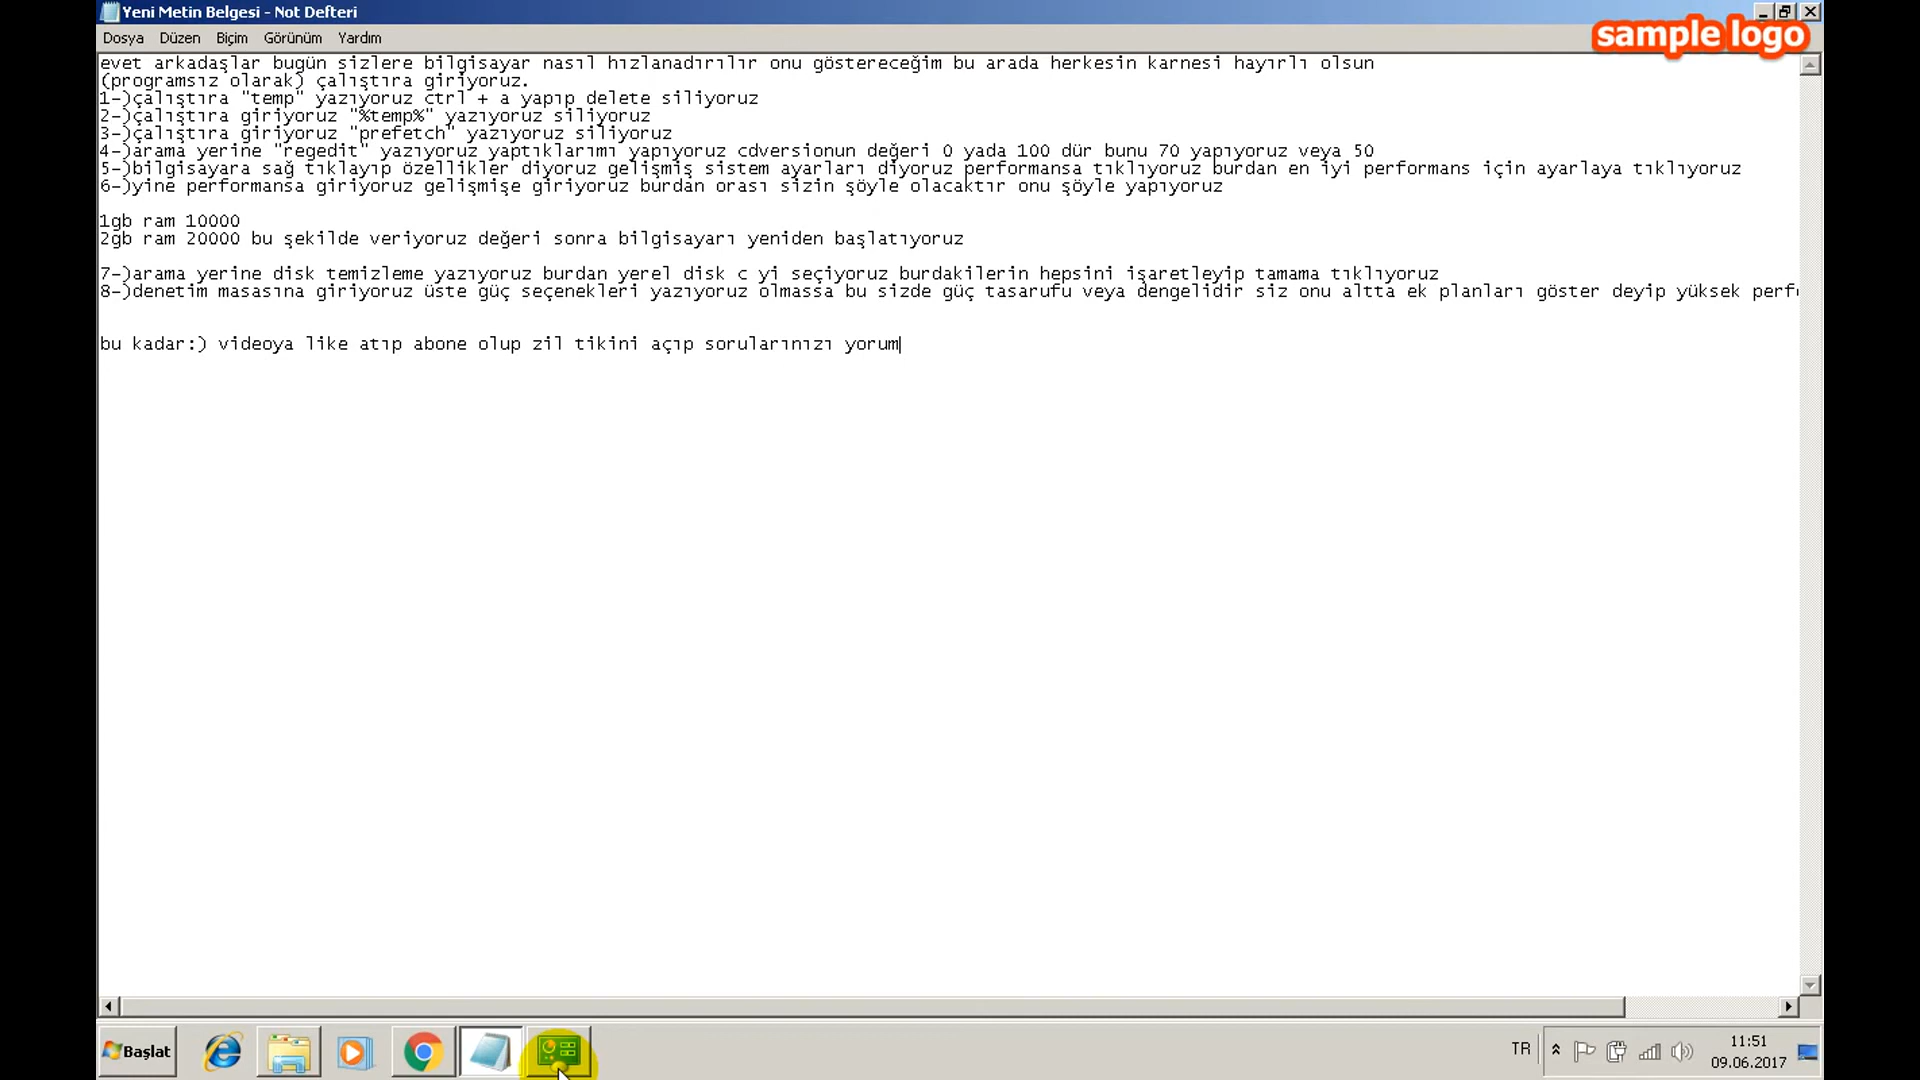 Yeni Metin Belgesi - Not Defteri
Dosya Düzen Biçim Görünüm Yardım
sample logo
evet arkadaşlar bugün sizlere bilgisayar nasıl hızlanadırılır onu göstereceğim bu arada herkesin karnesi hayırlı olsun
(programsız olarak) çalıştıra giriyoruz.
1-)çalıştıra "temp" yazıyoruz ctrl + a yapıp delete siliyoruz
2-)çalıştıra giriyoruz "%temp%" yazıyoruz siliyoruz
3-)çalıştıra giriyoruz "prefetch" yazıyoruz siliyoruz
4-)arama yerine "regedit" yazıyoruz yaptıklarımı yapıyoruz cdversionun değeri 0 yada 100 dür bunu 70 yapıyoruz veya 50
5-)bilgisayara sağ tıklayıp özellikler diyoruz gelişmiş sistem ayarları diyoruz performansa tıklıyoruz burdan en iyi performans için ayarlaya tıklıyoruz
6-)yine performansa giriyoruz gelişmişe giriyoruz burdan orası sizin şöyle olacaktır onu şöyle yapıyoruz
1gb ram 10000
2gb ram 20000 bu şekilde veriyoruz değeri sonra bilgisayarı yeniden başlatıyoruz
7-)arama yerine disk temizleme yazıyoruz burdan yerel disk c yi seçiyoruz burdakilerin hepsini işaretleyip tamama tıklıyoruz
8-)denetim masasına giriyoruz üste güç seçenekleri yazıyoruz olmassa bu sizde güç tasarufu veya dengelidir siz onu altta ek planları göster deyip yüksek perf
bu kadar:) videoya like atıp abone olup zil tikini açıp sorularınızı yorum
Başlat
TR
11:51
09.06.2017